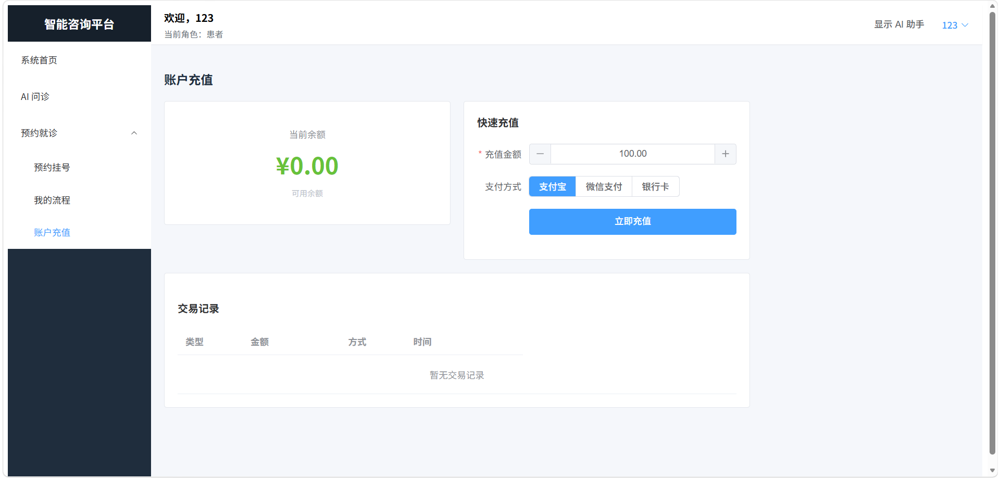 智能咨询平台
欢迎，123
当前角色：患者
显示 AI 助手
123
系统首页
AI 问诊
预约就诊
预约挂号
我的流程
账户充值
账户充值
当前余额
¥0.00
可用余额
快速充值
* 充值金额
100.00
支付方式
支付宝 微信支付 银行卡
立即充值
交易记录
类型 金额 方式 时间
暂无交易记录